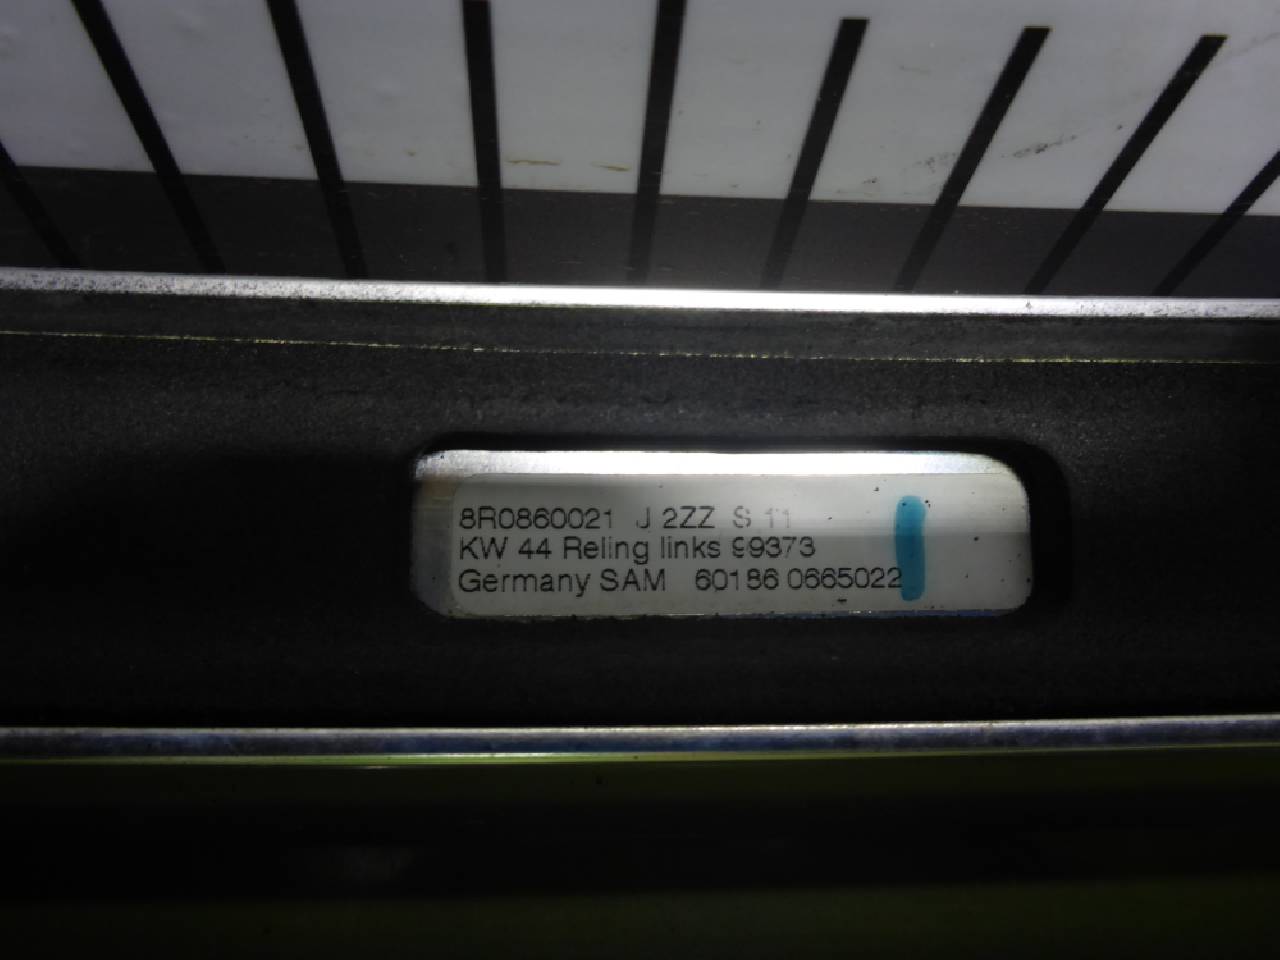 8R0860021 J 2ZZ S 11
KW 44 Reling links 99373
Germany SAM 60186 0665022